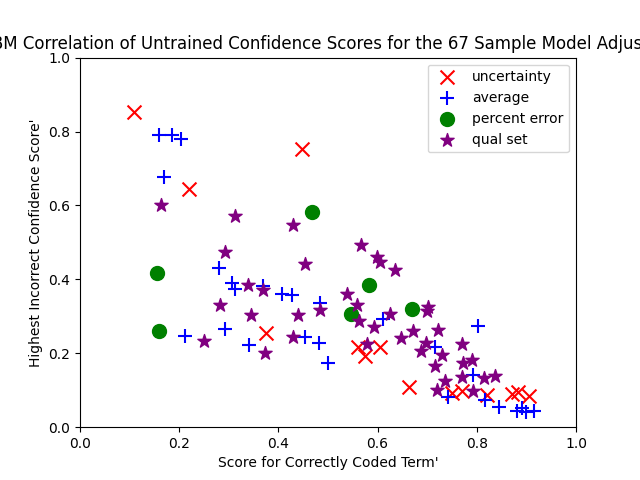 Correlation of Untrained Confidence Scores for the 67 Sample Model
uncertainty
average
percent error
qual set
Highest Incorrect Confidence Score'
1.0
0.8
0.6
0.4
0.2
0.0
0.0 0.2 0.4 0.6 0.8 1.0
Score for Correctly Coded Term'